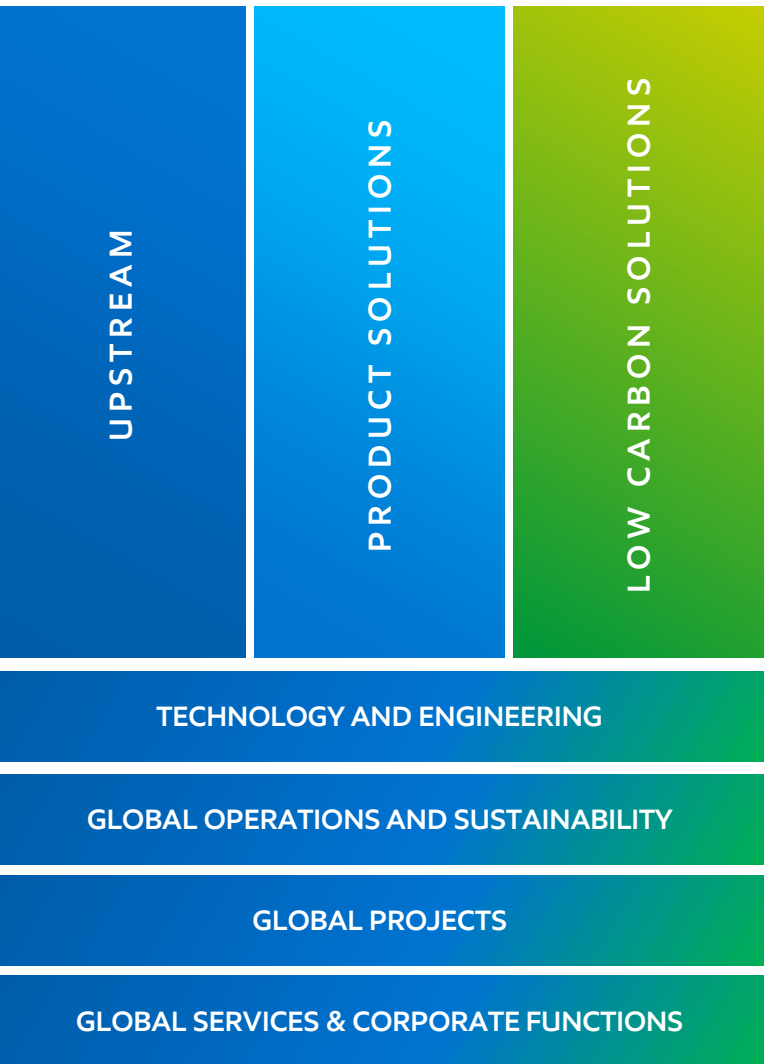 UPSTREAM
PRODUCT SOLUTIONS
LOW CARBON SOLUTIONS
TECHNOLOGY AND ENGINEERING
GLOBAL OPERATIONS AND SUSTAINABILITY
GLOBAL PROJECTS
GLOBAL SERVICES & CORPORATE FUNCTIONS